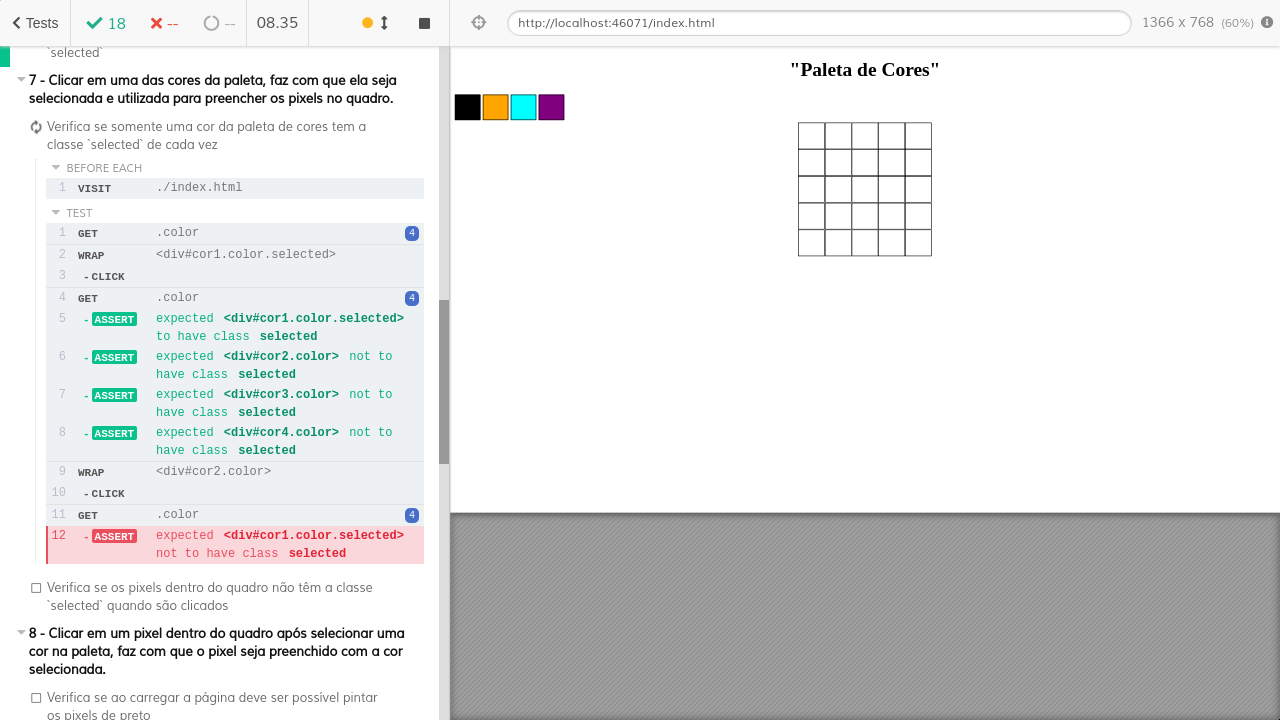 Tests
18
--
--
08.35
http://localhost:46071/index.html
1366 x 768 (60%)
`selected`
7 - Clicar em uma das cores da paleta, faz com que ela seja
selecionada e utilizada para preencher os pixels no quadro.
Verifica se somente uma cor da paleta de cores tem a
classe `selected` de cada vez
BEFORE EACH
1 VISIT ./index.html
TEST
1 GET .color 4
2 WRAP <div#cor1.color.selected>
3 - CLICK
4 GET .color 4
5 - ASSERT expected <div#cor1.color.selected>
to have class selected
6 - ASSERT expected <div#cor2.color> not to
have class selected
7 - ASSERT expected <div#cor3.color> not to
have class selected
8 - ASSERT expected <div#cor4.color> not to
have class selected
9 WRAP <div#cor2.color>
10 - CLICK
11 GET .color 4
12 - ASSERT expected <div#cor1.color.selected>
not to have class selected
Verifica se os pixels dentro do quadro não têm a classe
`selected` quando são clicados
8 - Clicar em um pixel dentro do quadro após selecionar uma
cor na paleta, faz com que o pixel seja preenchido com a cor
selecionada.
Verifica se ao carregar a página deve ser possível pintar
os pixels de preto
"Paleta de Cores"